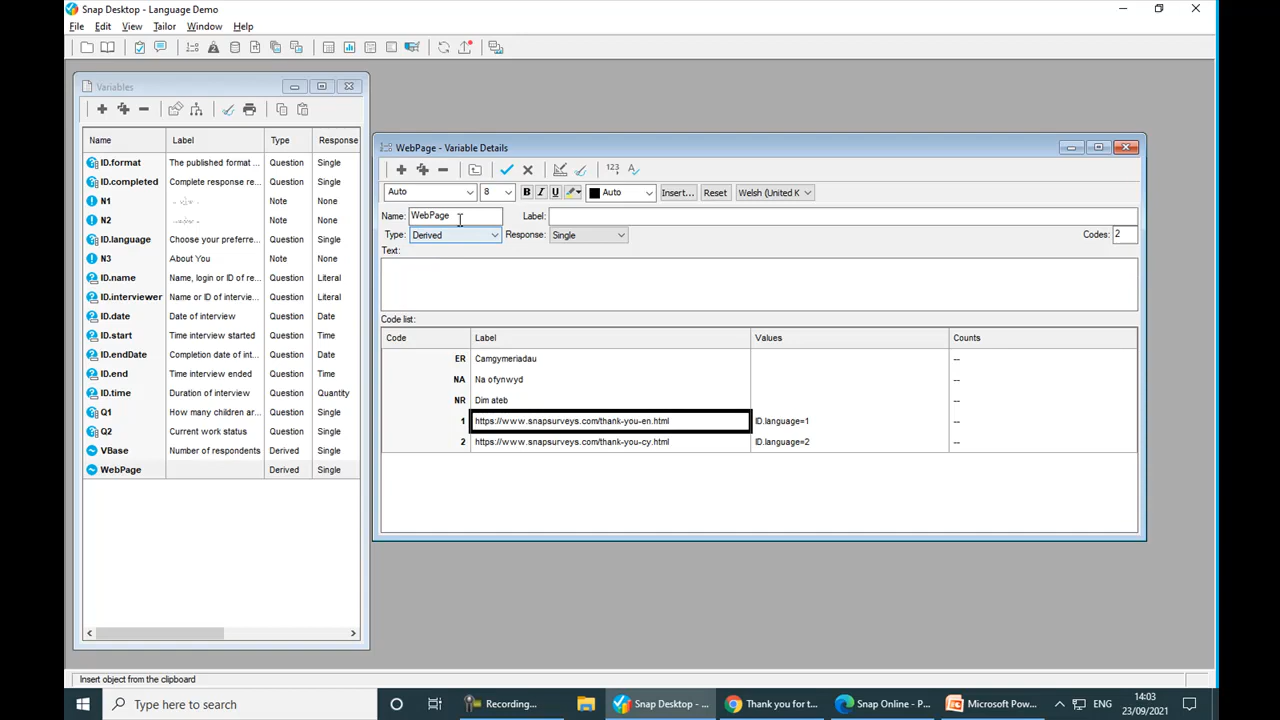 Snap Desktop - Language Demo
File Edit View Tailor Window Help
Variables
Name Label Type Response
ID.format The published format ... Question Single
ID.completed Complete response re... Question Single
N1 Note None
N2 Note None
ID.language Choose your preferre... Question Single
N3 About You Note None
ID.name Name, login or ID of re... Question Literal
ID.interviewer Name or ID of intervie... Question Literal
ID.date Date of interview Question Date
ID.start Time interview started Question Time
ID.endDate Completion date of int... Question Date
ID.end Time interview ended Question Time
ID.time Duration of interview Question Quantity
Q1 How many children ar... Question Single
Q2 Current work status Question Single
VBase Number of respondents Derived Single
WebPage Derived Single
WebPage - Variable Details
Auto 8 B I U Auto Insert... Reset Welsh (United K
Name: WebPage Label:
Type: Derived Response: Single Codes: 2
Text:
Code list:
Code Label Values Counts
ER Camgymeriadau --
NA Na ofynwyd --
NR Dim ateb --
1 https://www.snapsurveys.com/thank-you-en.html ID.language=1 --
2 https://www.snapsurveys.com/thank-you-cy.html ID.language=2 --
Insert object from the clipboard
Type here to search Recording... Snap Desktop - ... Thank you for t... Snap Online - P... Microsoft Pow... ENG 14:03
23/09/2021